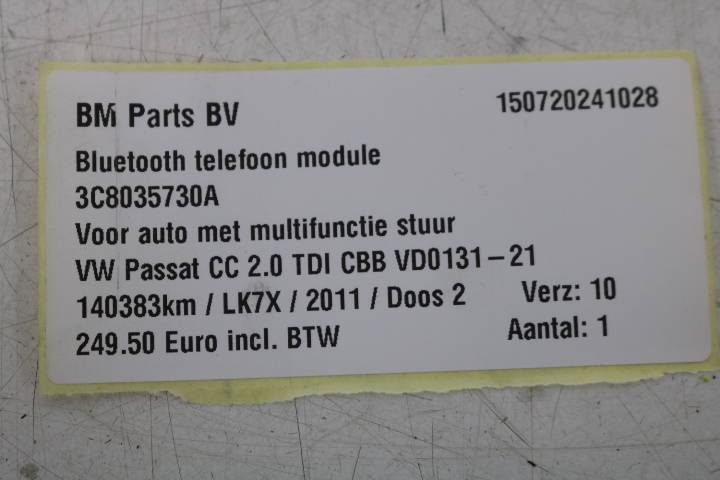 BM Parts BV 150720241028
Bluetooth telefoon module
3C8035730A
Voor auto met multifunctie stuur
VW Passat CC 2.0 TDI CBB VD0131-21
140383km / LK7X / 2011 / Doos 2 Verz: 10
249.50 Euro incl. BTW Aantal: 1